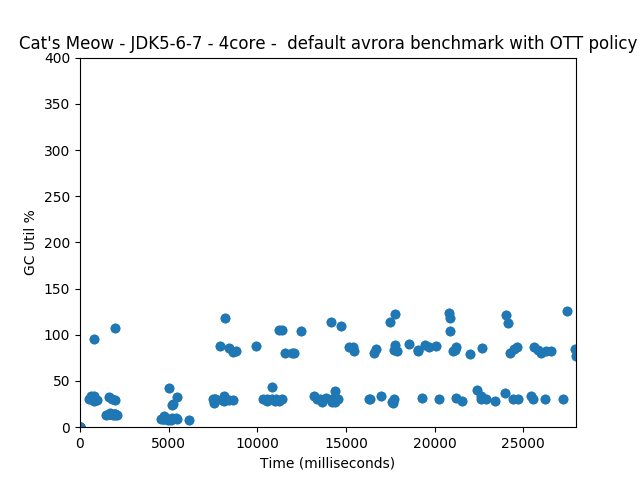 Cat's Meow - JDK5-6-7 - 4core -  default avrora benchmark with OTT policy
400
350
300
250
200
150
100
50
0
GC Util %
0 5000 10000 15000 20000 25000
Time (milliseconds)